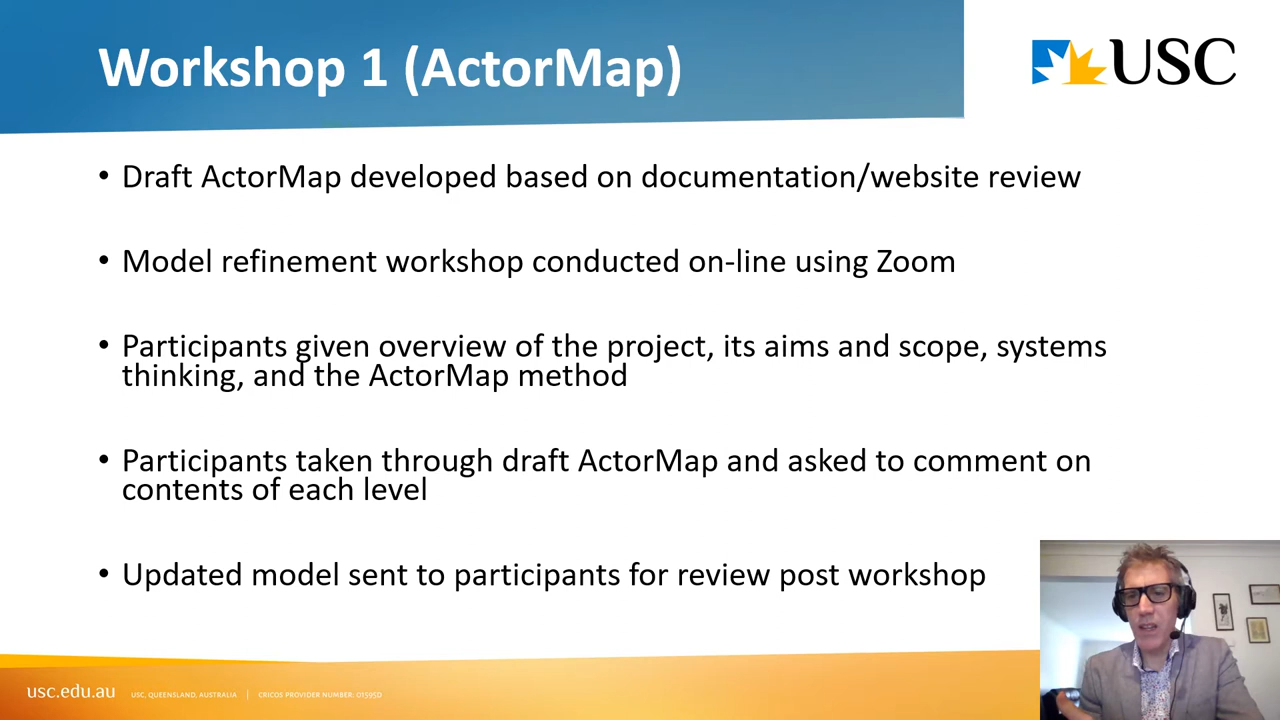 Workshop 1 (ActorMap)
USC
• Draft ActorMap developed based on documentation/website review
• Model refinement workshop conducted on-line using Zoom
• Participants given overview of the project, its aims and scope, systems
thinking, and the ActorMap method
• Participants taken through draft ActorMap and asked to comment on
contents of each level
• Updated model sent to participants for review post workshop
usc.edu.au
USC, QUEENSLAND, AUSTRALIA | CRICOS PROVIDER NUMBER: 01595D